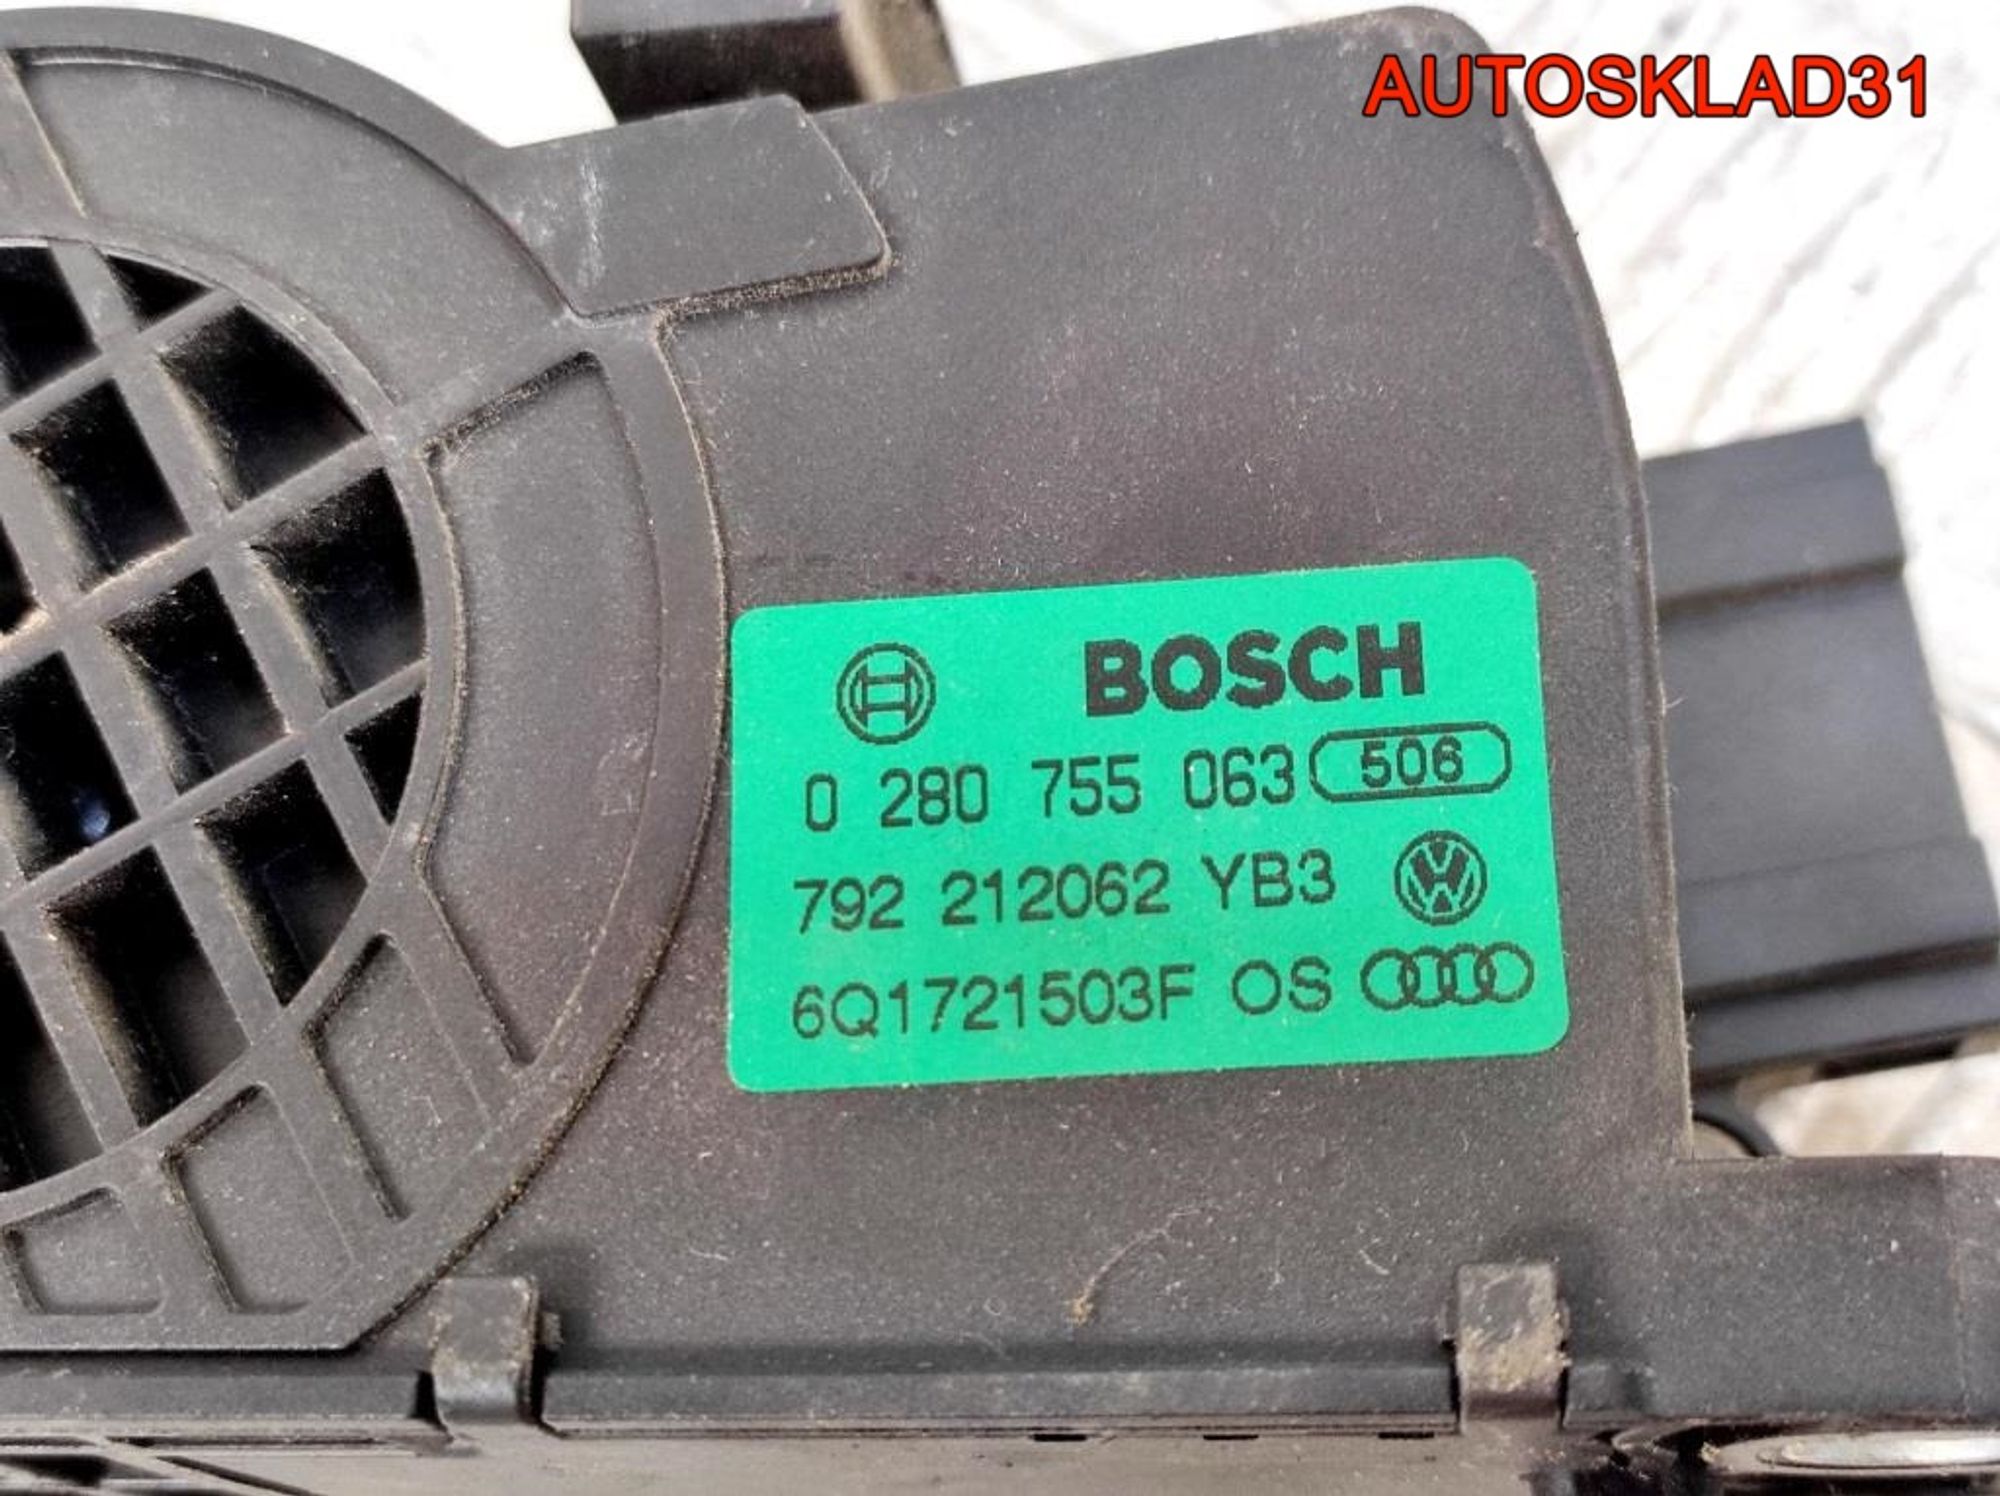 AUTOSKLAD31
BOSCH
0 280 755 063 506
792 212062 YB3
6Q1721503F OS